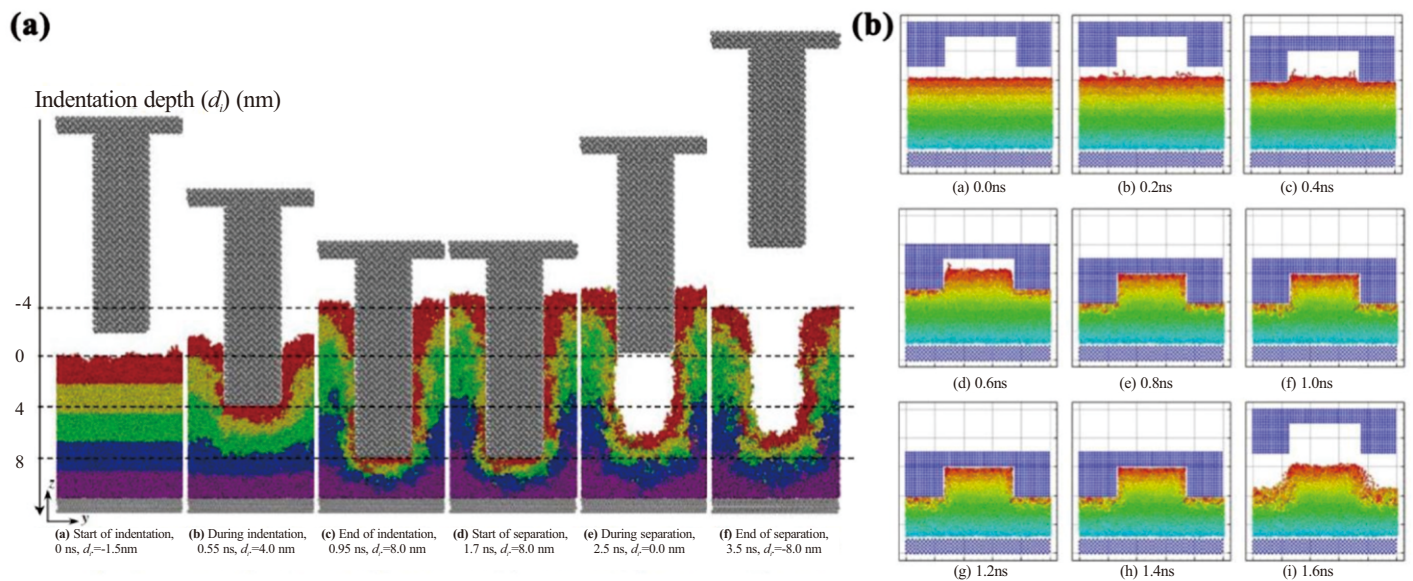 (a)
Indentation depth (dᵢ) (nm)
-4
0
4
8
z
y
(a) Start of indentation,
0 ns, dᵢ=-1.5nm
(b) During indentation,
0.55 ns, dᵢ=4.0 nm
(c) End of indentation,
0.95 ns, dᵢ=8.0nm
(d) Start of separation,
1.7 ns, dᵢ=8.0 nm
(e) During separation,
2.5 ns, dᵢ=0.0 nm
(f) End of separation,
3.5 ns, dᵢ=-8.0 nm
(b)
(a) 0.0ns
(b) 0.2ns
(c) 0.4ns
(d) 0.6ns
(e) 0.8ns
(f) 1.0ns
(g) 1.2ns
(h) 1.4ns
(i) 1.6ns